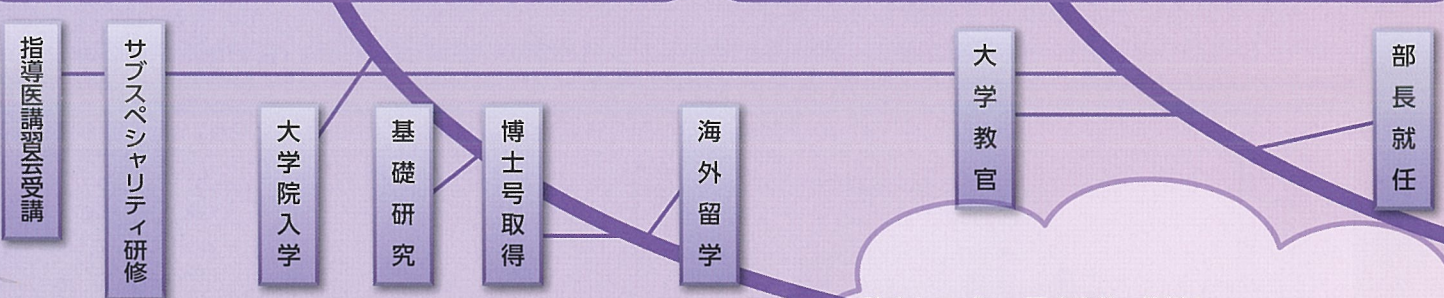 指導医講習会受講
サブスペシャリティ研修
大学院入学
基礎研究
博士号取得
海外留学
大学教官
部長就任